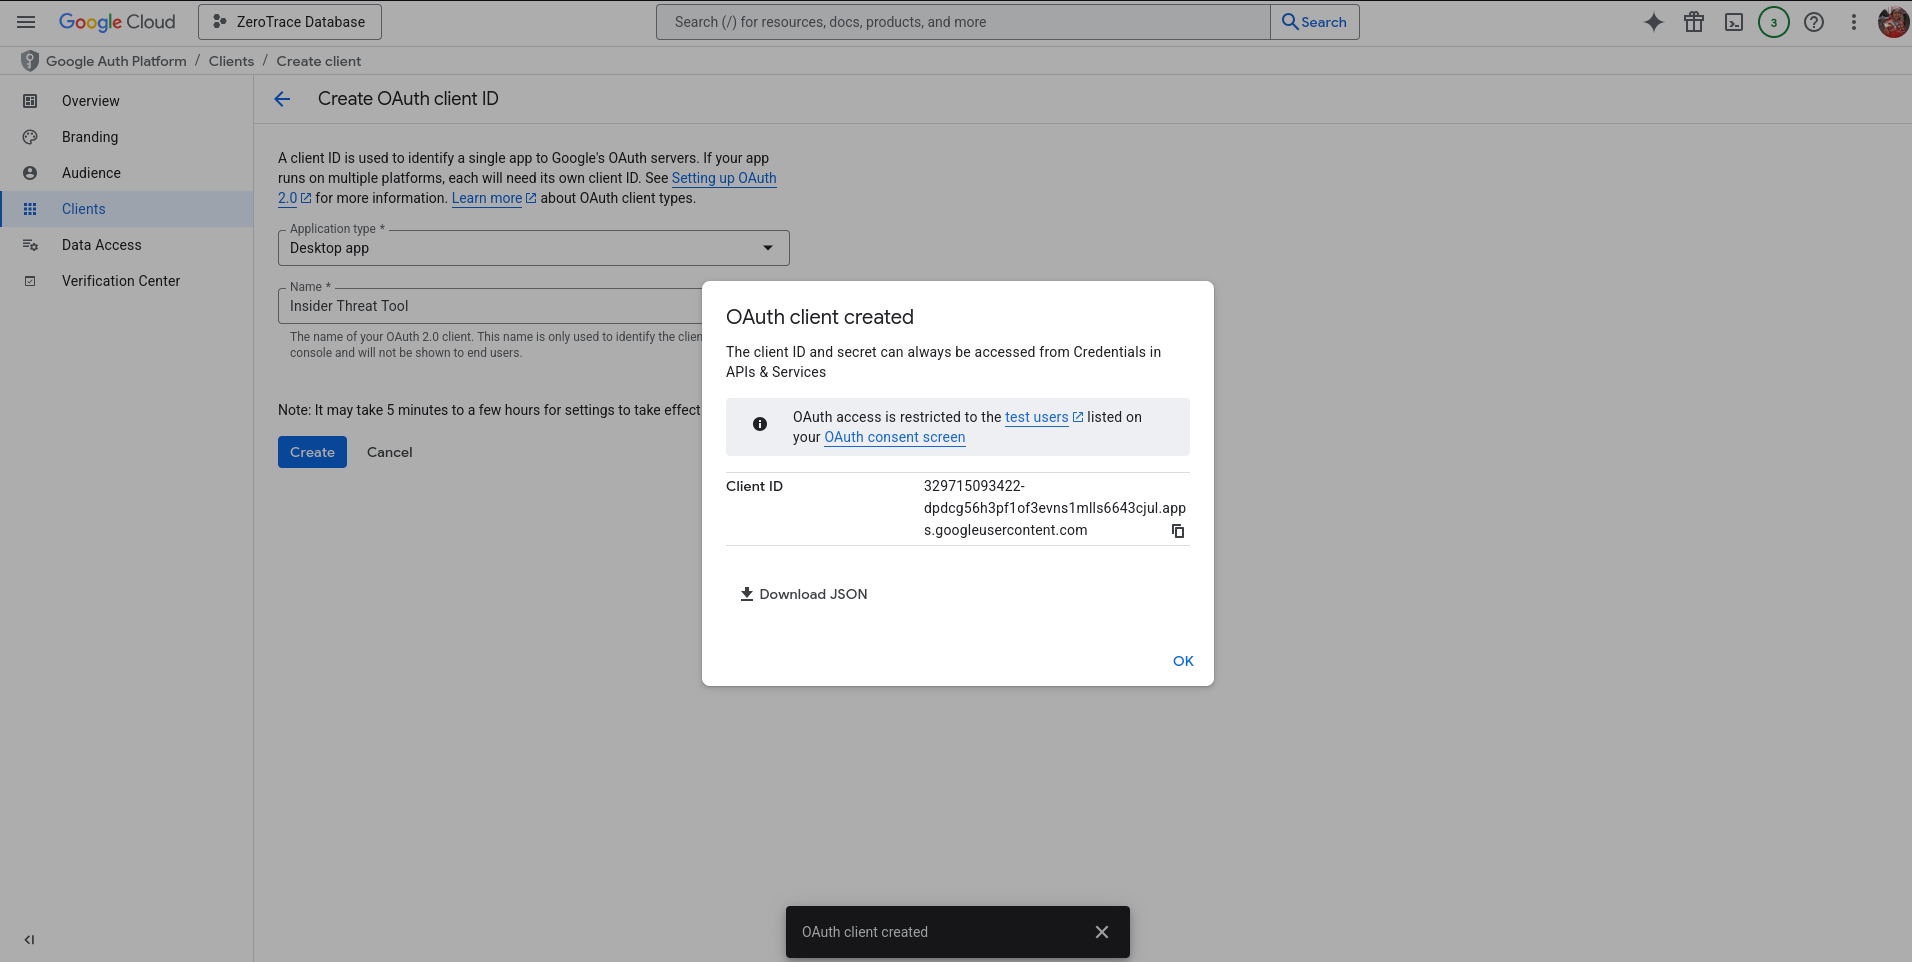 Google Cloud
ZeroTrace Database
Search (/) for resources, docs, products, and more
Search
3
Google Auth Platform / Clients / Create client
Overview
Branding
Audience
Clients
Data Access
Verification Center
Create OAuth client ID
A client ID is used to identify a single app to Google's OAuth servers. If your app
runs on multiple platforms, each will need its own client ID. See Setting up OAuth
2.0 for more information. Learn more about OAuth client types.
Application type *
Desktop app
Name *
Insider Threat Tool
The name of your OAuth 2.0 client. This name is only used to identify the clien
console and will not be shown to end users.
Note: It may take 5 minutes to a few hours for settings to take effect
Create
Cancel
OAuth client created
The client ID and secret can always be accessed from Credentials in
APIs & Services
OAuth access is restricted to the test users listed on
your OAuth consent screen
Client ID
329715093422-
dpdcg56h3pf1of3evns1mlls6643cjul.app
s.googleusercontent.com
Download JSON
OK
OAuth client created